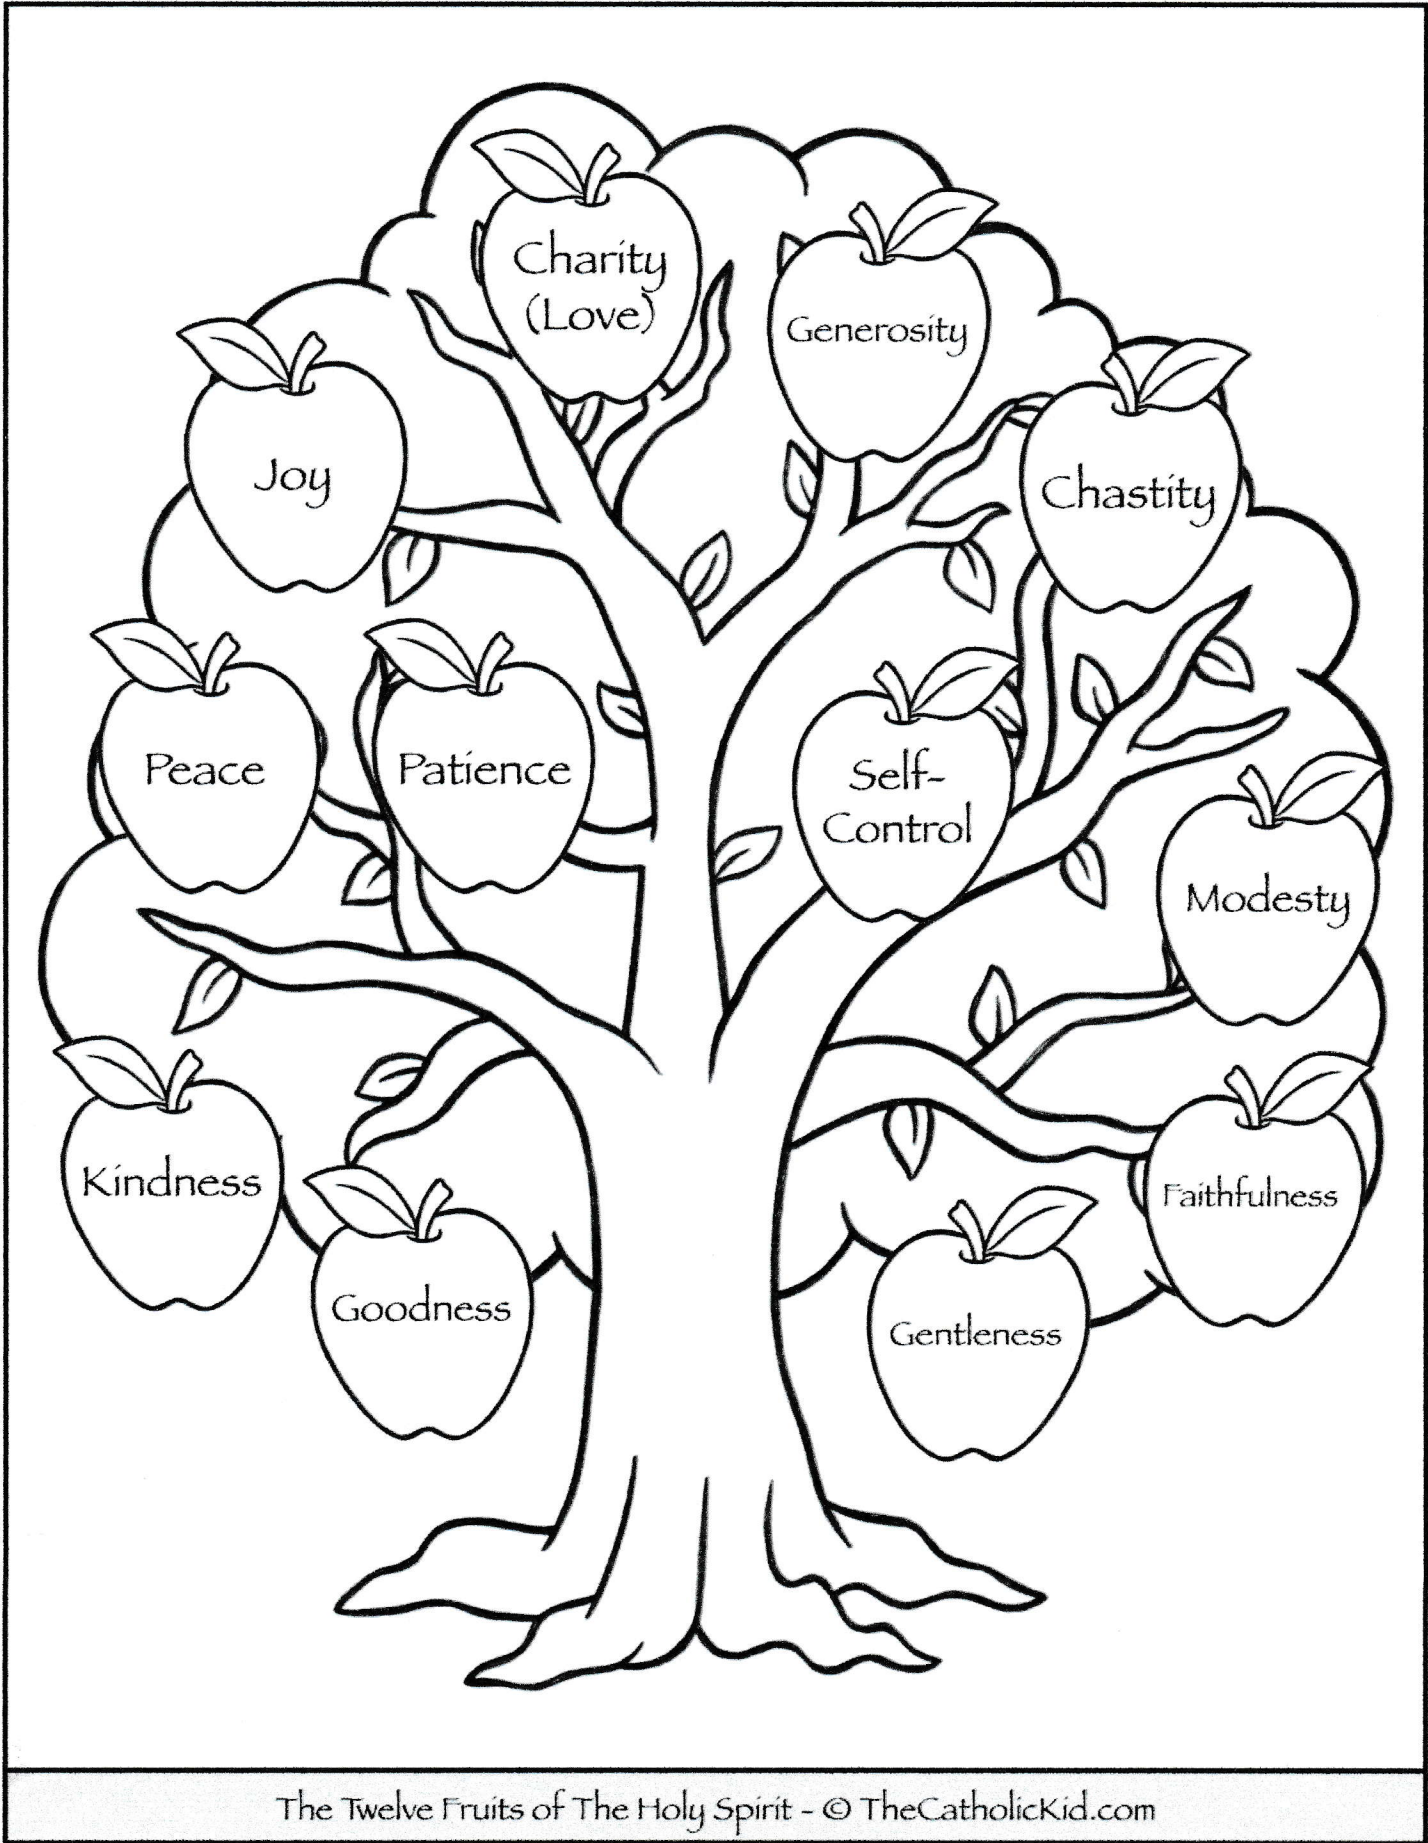 Charity
(Love)
Generosity
Joy
Chastity
Peace
Patience
Self-
Control
Modesty
Kindness
Faithfulness
Goodness
Gentleness
The Twelve Fruits of The Holy Spirit - © TheCatholicKid.com